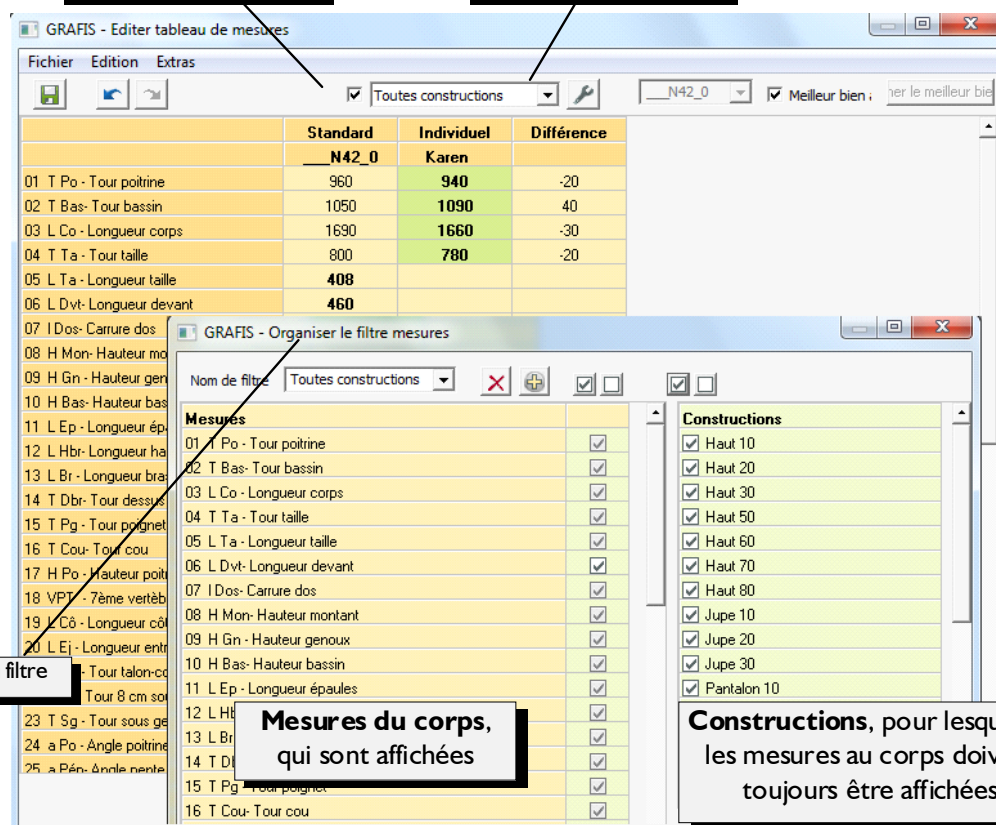 GRAFIS - Editer tableau de mesures
Fichier Edition Extras
Toutes constructions
___N42_0
Meilleur bien
her le meilleur bie
Standard Individuel Différence
___N42_0 Karen
01 T Po - Tour poitrine 960 940 -20
02 T Bas- Tour bassin 1050 1090 40
03 L Co - Longueur corps 1690 1660 -30
04 T Ta - Tour taille 800 780 -20
05 L Ta - Longueur taille 408
06 L Dvt- Longueur devant 460
07 l Dos- Carrure dos
08 H Mon- Hauteur mo
09 H Gn - Hauteur gen
10 H Bas- Hauteur bas
11 L Ep - Longueur ép
12 L Hbr- Longueur ha
13 L Br - Longueur bra
14 T Dbr- Tour dessus
15 T Pg - Tour poignet
16 T Cou- Tour cou
17 H Po - Hauteur poit
18 VPT - 7ème vertèb
19 L Cô - Longueur côt
20 L Ej - Longueur entr
- Tour talon-co
Tour 8 cm sou
23 T Sg - Tour sous ge
24 a Po - Angle poitrine
25 a Pén- Angle pente
filtre
GRAFIS - Organiser le filtre mesures
Nom de filtre Toutes constructions
Mesures
01 T Po - Tour poitrine
02 T Bas- Tour bassin
03 L Co - Longueur corps
04 T Ta - Tour taille
05 L Ta - Longueur taille
06 L Dvt- Longueur devant
07 l Dos- Carrure dos
08 H Mon- Hauteur montant
09 H Gn - Hauteur genoux
10 H Bas- Hauteur bassin
11 L Ep - Longueur épaules
12 L Hb
13 L Br
14 T Db
15 T Pg - Tour poignet
16 T Cou- Tour cou
Mesures du corps,
qui sont affichées
Constructions
Haut 10
Haut 20
Haut 30
Haut 50
Haut 60
Haut 70
Haut 80
Jupe 10
Jupe 20
Jupe 30
Pantalon 10
Constructions, pour lesqu
les mesures au corps doiv
toujours être affichées